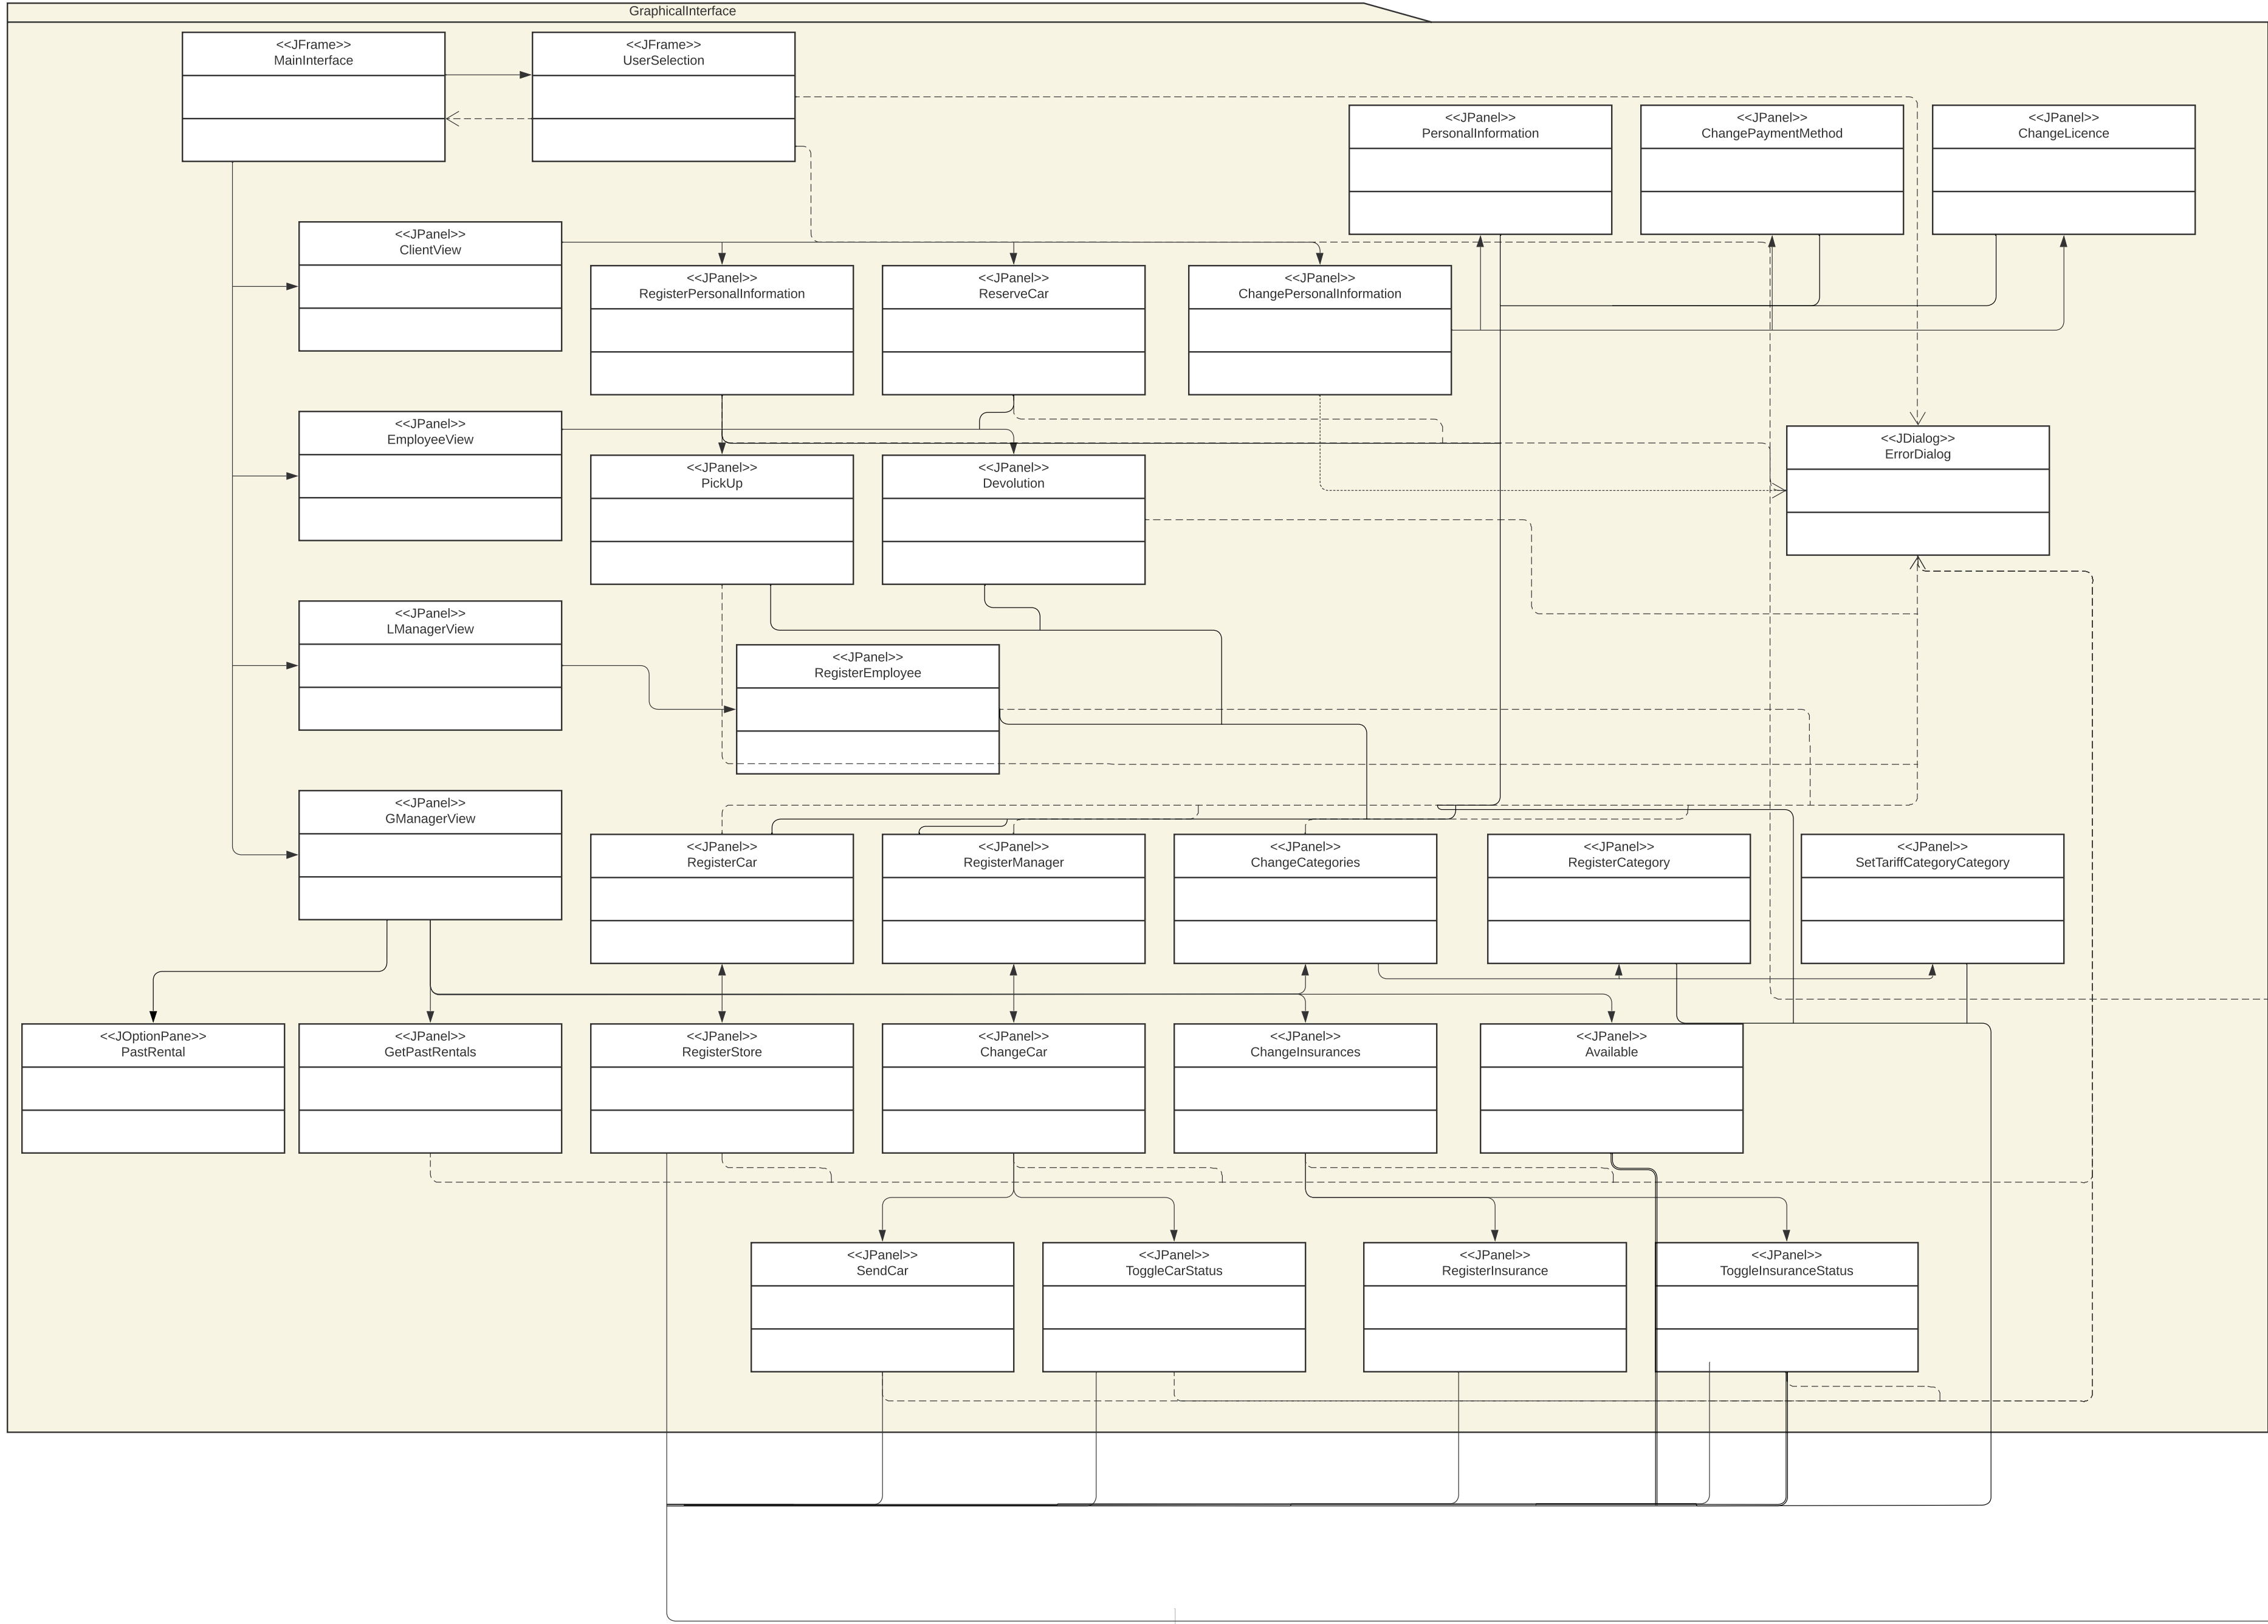 GraphicalInterface
<<JFrame>>
MainInterface
<<JFrame>>
UserSelection
<<JPanel>>
PersonalInformation
<<JPanel>>
ChangePaymentMethod
<<JPanel>>
ChangeLicence
<<JPanel>>
ClientView
<<JPanel>>
RegisterPersonalInformation
<<JPanel>>
ReserveCar
<<JPanel>>
ChangePersonalInformation
<<JPanel>>
EmployeeView
<<JDialog>>
ErrorDialog
<<JPanel>>
PickUp
<<JPanel>>
Devolution
<<JPanel>>
LManagerView
<<JPanel>>
RegisterEmployee
<<JPanel>>
GManagerView
<<JPanel>>
RegisterCar
<<JPanel>>
RegisterManager
<<JPanel>>
ChangeCategories
<<JPanel>>
RegisterCategory
<<JPanel>>
SetTariffCategoryCategory
<<JOptionPane>>
PastRental
<<JPanel>>
GetPastRentals
<<JPanel>>
RegisterStore
<<JPanel>>
ChangeCar
<<JPanel>>
ChangeInsurances
<<JPanel>>
Available
<<JPanel>>
SendCar
<<JPanel>>
ToggleCarStatus
<<JPanel>>
RegisterInsurance
<<JPanel>>
ToggleInsuranceStatus